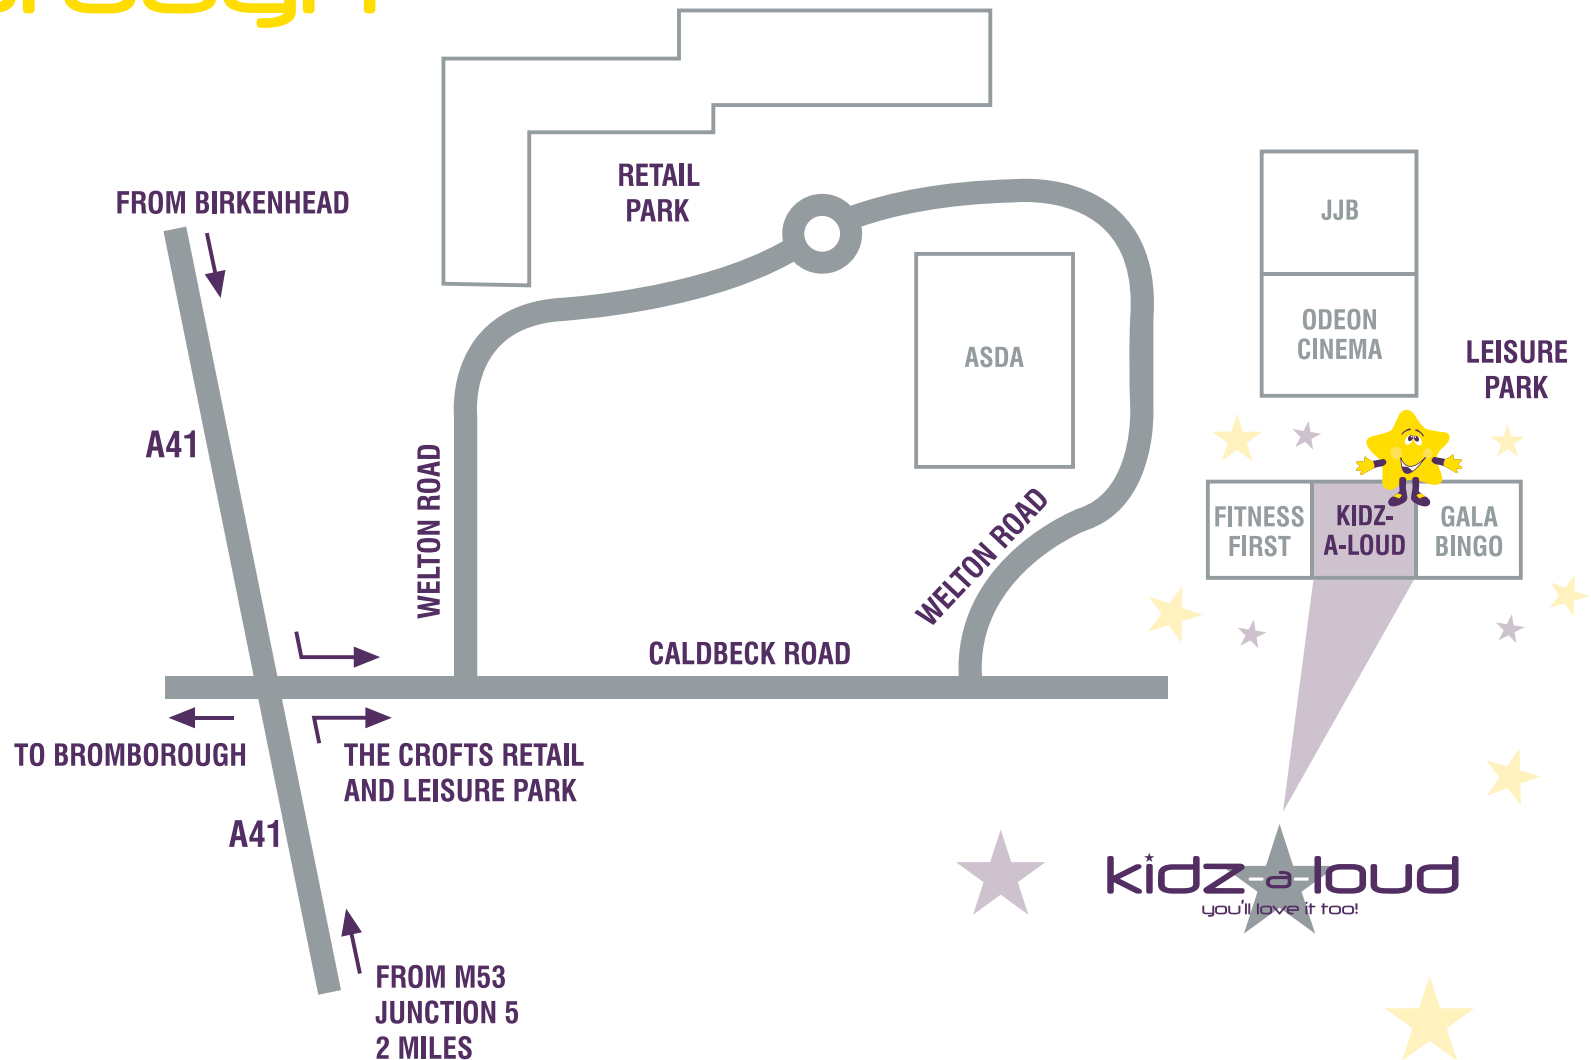 RETAIL
PARK
FROM BIRKENHEAD
JJB
ODEON
CINEMA
LEISURE
PARK
ASDA
A41
WELTON ROAD
WELTON ROAD
FITNESS
FIRST
KIDZ-
A-LOUD
GALA
BINGO
CALDBECK ROAD
TO BROMBOROUGH
THE CROFTS RETAIL
AND LEISURE PARK
A41
kidz-a-loud
you'll love it too!
FROM M53
JUNCTION 5
2 MILES